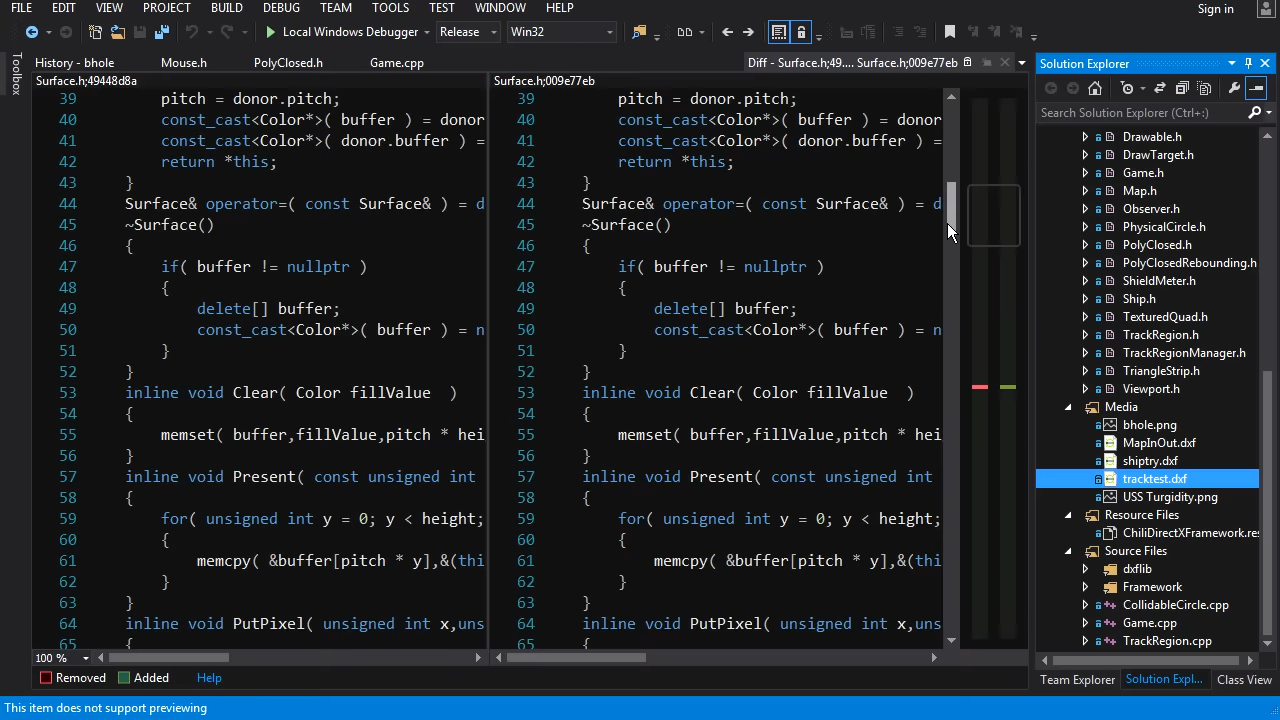 FILE EDIT VIEW PROJECT BUILD DEBUG TEAM TOOLS TEST WINDOW HELP Sign in
Local Windows Debugger Release Win32
Toolbox
History - bhole Mouse.h PolyClosed.h Game.cpp Diff - Surface.h;49.... Surface.h;009e77eb
Surface.h;49448d8a
39 pitch = donor.pitch;
40 const_cast<Color*>( buffer ) = donor
41 const_cast<Color*>( donor.buffer ) =
42 return *this;
43 }
44 Surface& operator=( const Surface& ) = d
45 ~Surface()
46 {
47 if( buffer != nullptr )
48 {
49 delete[] buffer;
50 const_cast<Color*>( buffer ) = n
51 }
52 }
53 inline void Clear( Color fillValue )
54 {
55 memset( buffer,fillValue,pitch * hei
56 }
57 inline void Present( const unsigned int
58 {
59 for( unsigned int y = 0; y < height;
60 {
61 memcpy( &buffer[pitch * y],&(thi
62 }
63 }
64 inline void PutPixel( unsigned int x,uns
65 {
Surface.h;009e77eb
39 pitch = donor.pitch;
40 const_cast<Color*>( buffer ) = donor
41 const_cast<Color*>( donor.buffer ) =
42 return *this;
43 }
44 Surface& operator=( const Surface& ) = d
45 ~Surface()
46 {
47 if( buffer != nullptr )
48 {
49 delete[] buffer;
50 const_cast<Color*>( buffer ) = n
51 }
52 }
53 inline void Clear( Color fillValue )
54 {
55 memset( buffer,fillValue,pitch * hei
56 }
57 inline void Present( const unsigned int
58 {
59 for( unsigned int y = 0; y < height;
60 {
61 memcpy( &buffer[pitch * y],&(thi
62 }
63 }
64 inline void PutPixel( unsigned int x,uns
65 {
100 %
Removed Added Help
Solution Explorer
Search Solution Explorer (Ctrl+:)
Drawable.h
DrawTarget.h
Game.h
Map.h
Observer.h
PhysicalCircle.h
PolyClosed.h
PolyClosedRebounding.h
ShieldMeter.h
Ship.h
TexturedQuad.h
TrackRegion.h
TrackRegionManager.h
TriangleStrip.h
Viewport.h
Media
bhole.png
MapInOut.dxf
shiptry.dxf
tracktest.dxf
USS Turgidity.png
Resource Files
ChiliDirectXFramework.res
Source Files
dxflib
Framework
CollidableCircle.cpp
Game.cpp
TrackRegion.cpp
Team Explorer Solution Expl... Class View
This item does not support previewing